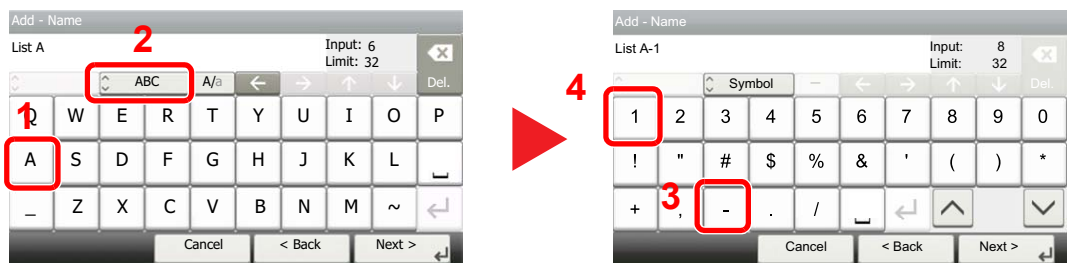 Add - Name
List A
Input: 6
Limit: 32
ABC
A/a
Del.
Q W E R T Y U I O P
A S D F G H J K L
_ Z X C V B N M ~
Cancel
< Back
Next >
1
2
Add - Name
List A-1
Input: 8
Limit: 32
Symbol
Del.
1 2 3 4 5 6 7 8 9 0
! " # $ % & ' ( ) *
+ , - . /
Cancel
< Back
Next >
3
4